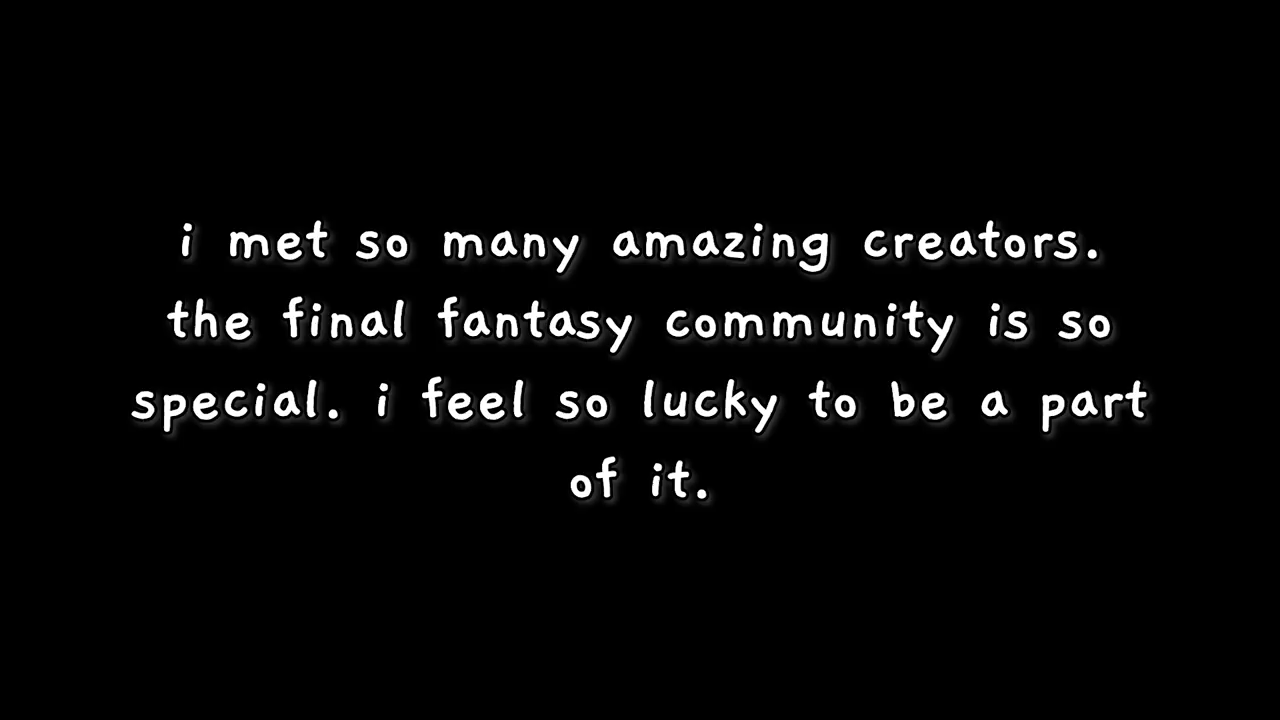 i met so many amazing creators.
the final fantasy community is so
special. i feel so lucky to be a part
of it.